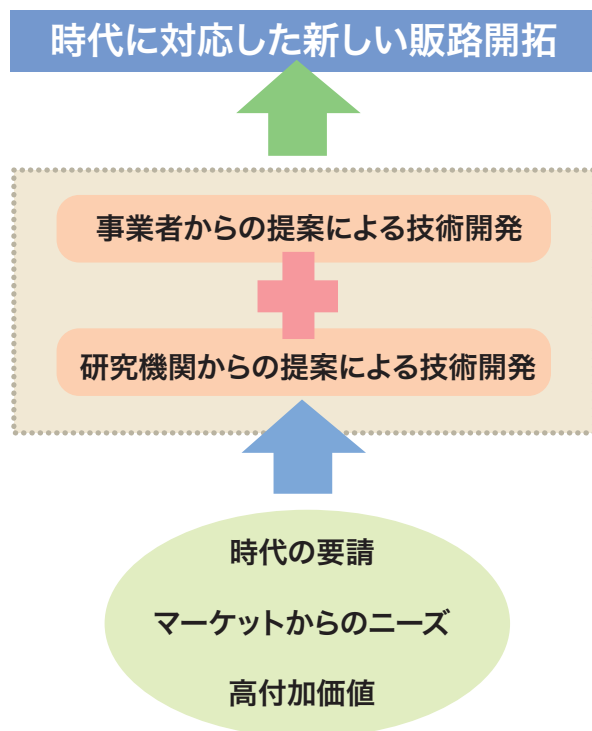 時代に対応した新しい販路開拓
事業者からの提案による技術開発
研究機関からの提案による技術開発
時代の要請
マーケットからのニーズ
高付加価値